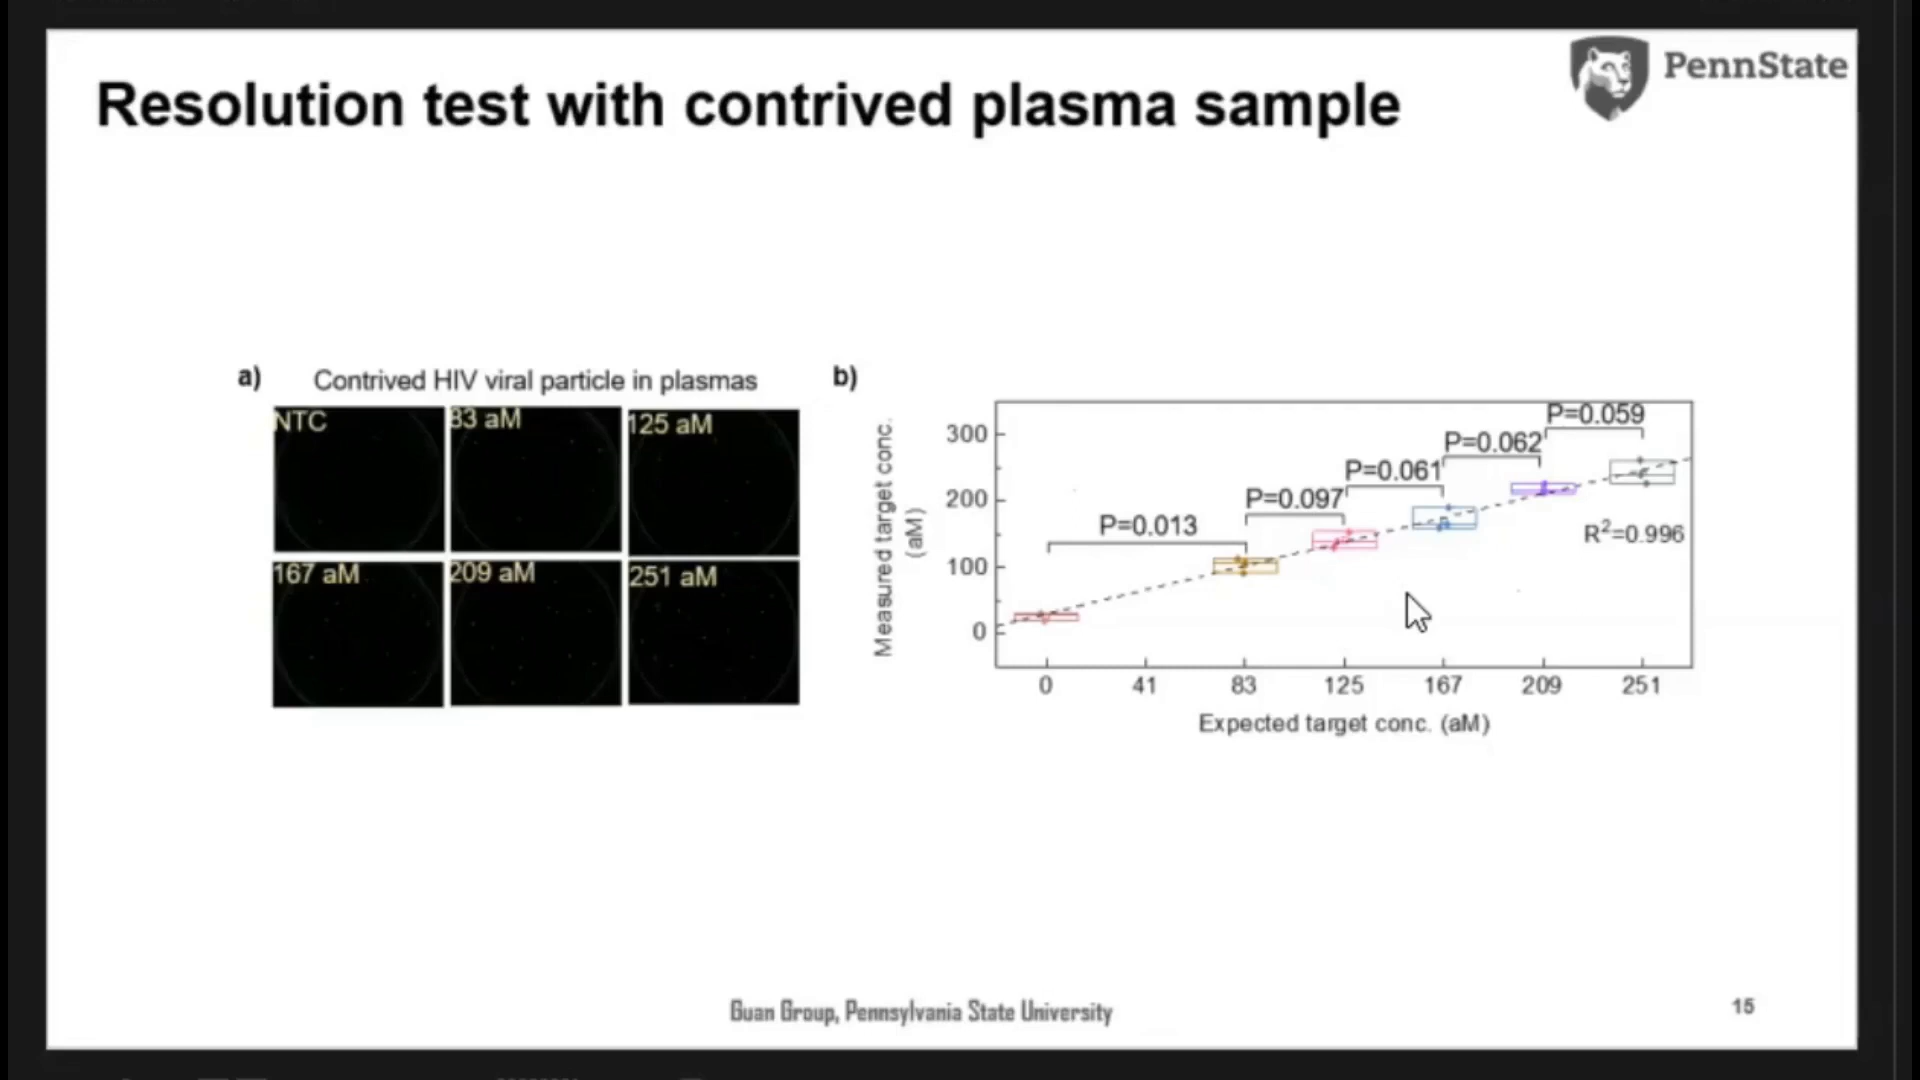 PennState
Resolution test with contrived plasma sample
a)
Contrived HIV viral particle in plasmas
NTC
83 aM
125 aM
167 aM
209 aM
251 aM
b)
Measured target conc.
(aM)
300
200
100
0
P=0.013
P=0.097
P=0.061
P=0.062
P=0.059
R²=0.996
0 41 83 125 167 209 251
Expected target conc. (aM)
Guan Group, Pennsylvania State University
15